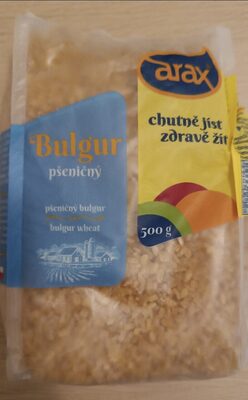 arax
chutně jíst
zdravě žít
500 g
Bulgur
pšeničný
pšeničný bulgur
bulgur wheat